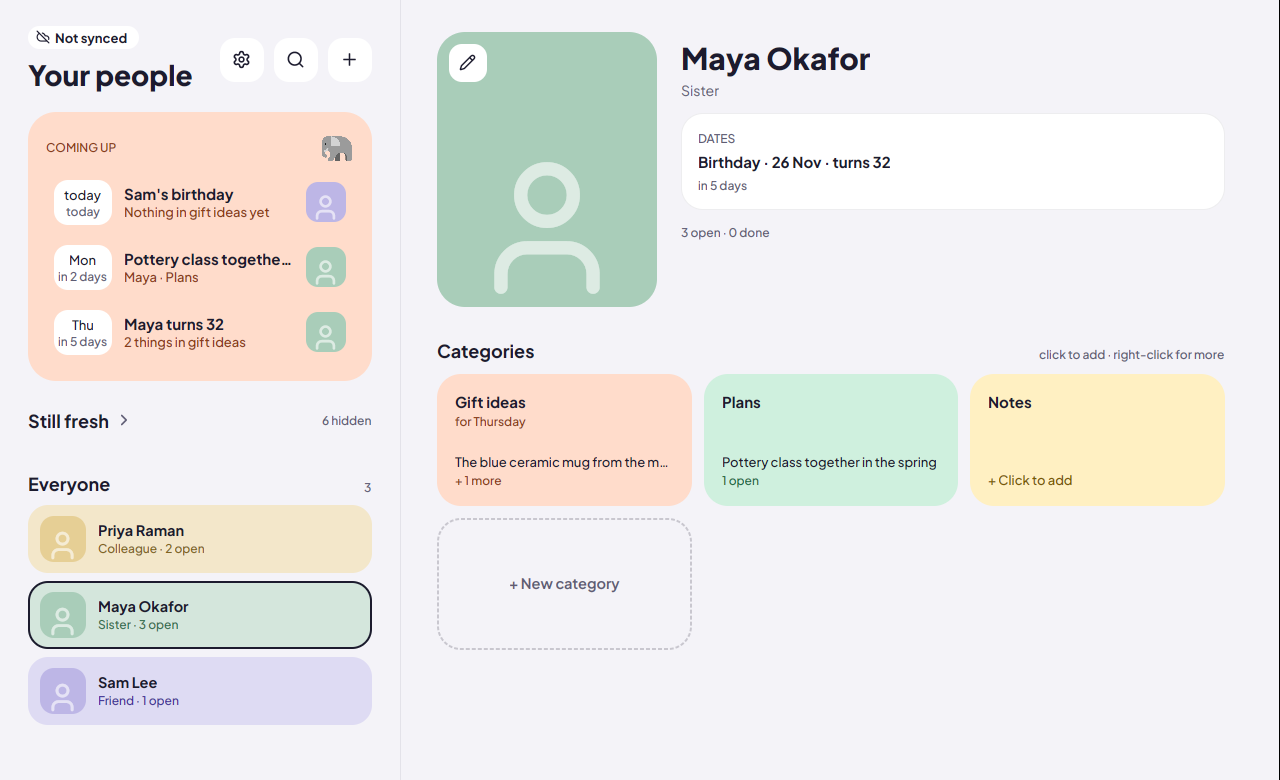 Not synced
Your people
COMING UP
today
today
Sam's birthday
Nothing in gift ideas yet
Mon
in 2 days
Pottery class togethe…
Maya · Plans
Thu
in 5 days
Maya turns 32
2 things in gift ideas
Still fresh
6 hidden
Everyone
3
Priya Raman
Colleague · 2 open
Maya Okafor
Sister · 3 open
Sam Lee
Friend · 1 open
Maya Okafor
Sister
DATES
Birthday · 26 Nov · turns 32
in 5 days
3 open · 0 done
Categories
click to add · right-click for more
Gift ideas
for Thursday
The blue ceramic mug from the m…
+ 1 more
Plans
Pottery class together in the spring
1 open
Notes
+ Click to add
+ New category